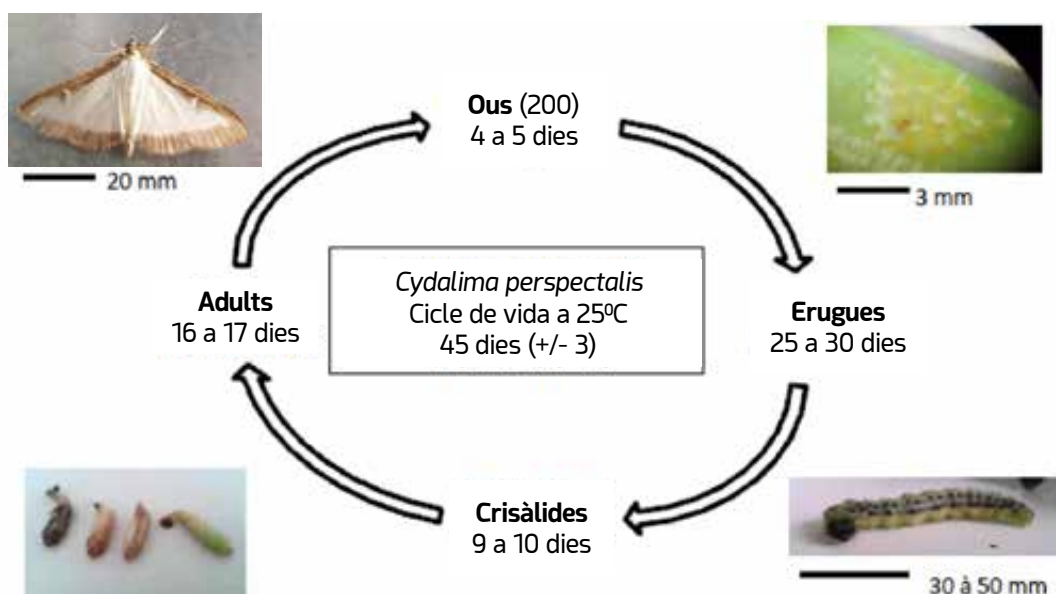 Ous (200)
4 a 5 dies
20 mm
3 mm
Cydalima perspectalis
Cicle de vida a 25ºC
45 dies (+/- 3)
Adults
16 a 17 dies
Erugues
25 a 30 dies
Crisàlides
9 a 10 dies
30 à 50 mm